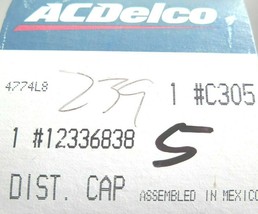 ACDelco
4774L8 239 1 #C305
1 #12336838 5
DIST. CAP ASSEMBLED IN MEXICO